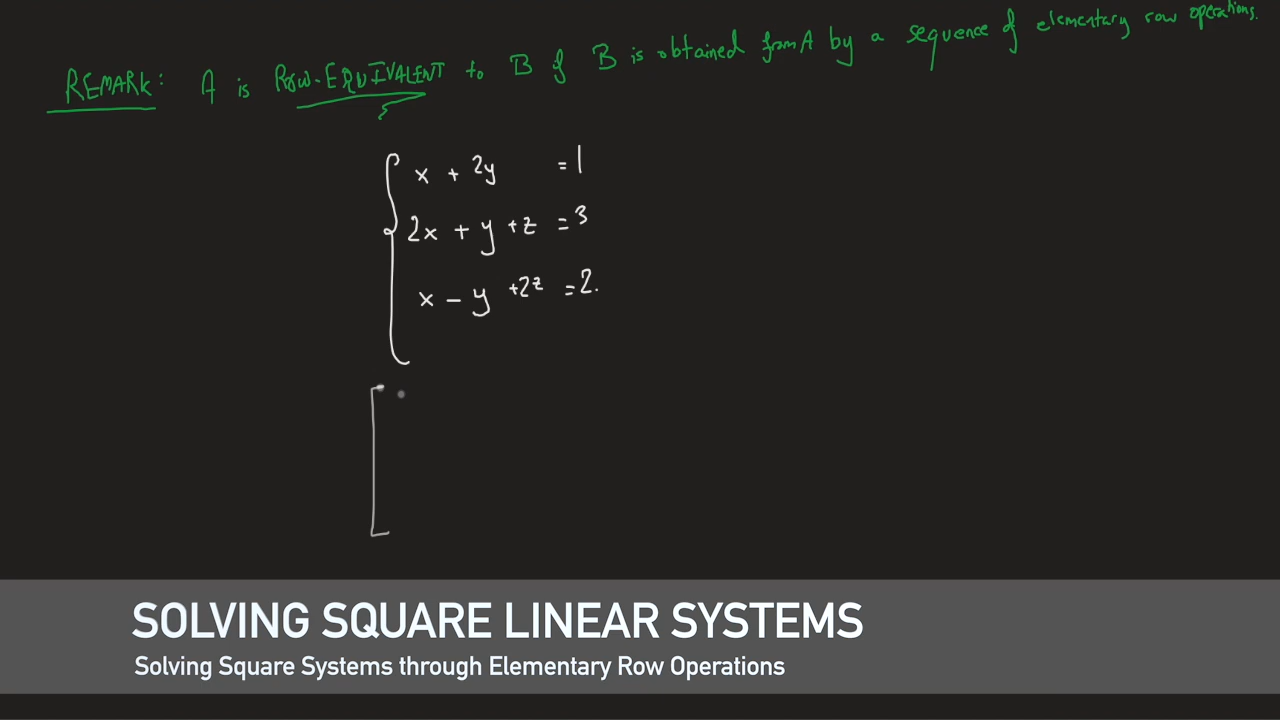 REMARK: A is ROW-EQUIVALENT to B if B is obtained from A by a sequence of elementary row operations.
x + 2y = 1
2x + y + z = 3
x - y + 2z = 2.
SOLVING SQUARE LINEAR SYSTEMS
Solving Square Systems through Elementary Row Operations